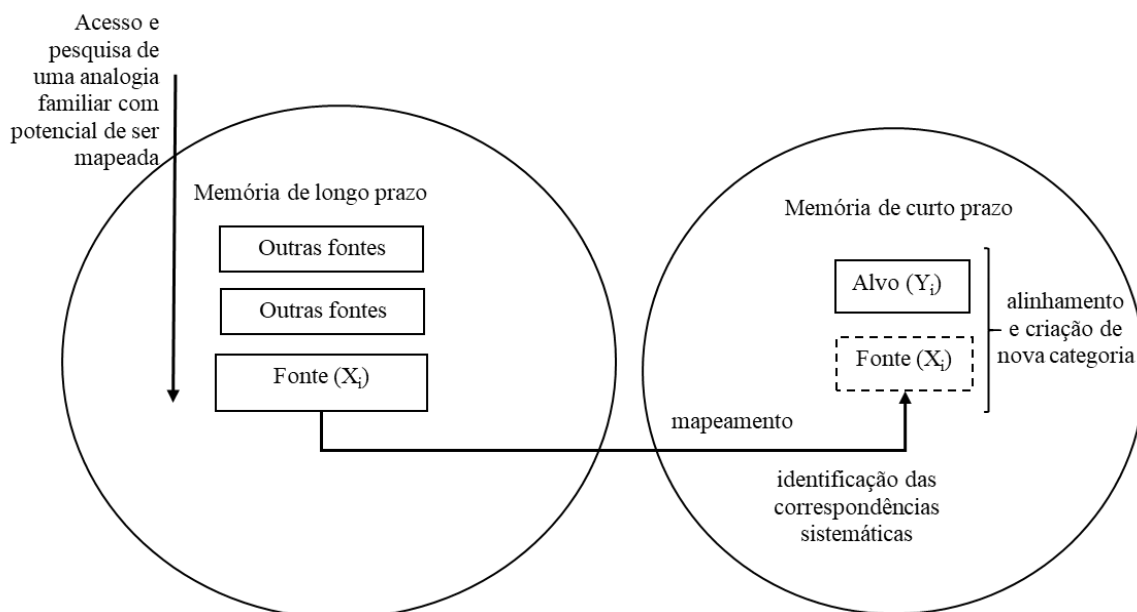 Acesso e
pesquisa de
uma analogia
familiar com
potencial de ser
mapeada
Memória de longo prazo
Outras fontes
Outras fontes
Fonte (Xi)
Memória de curto prazo
Alvo (Yi)
Fonte (Xi)
alinhamento
e criação de
nova categoria
mapeamento
identificação das
correspondências
sistemáticas